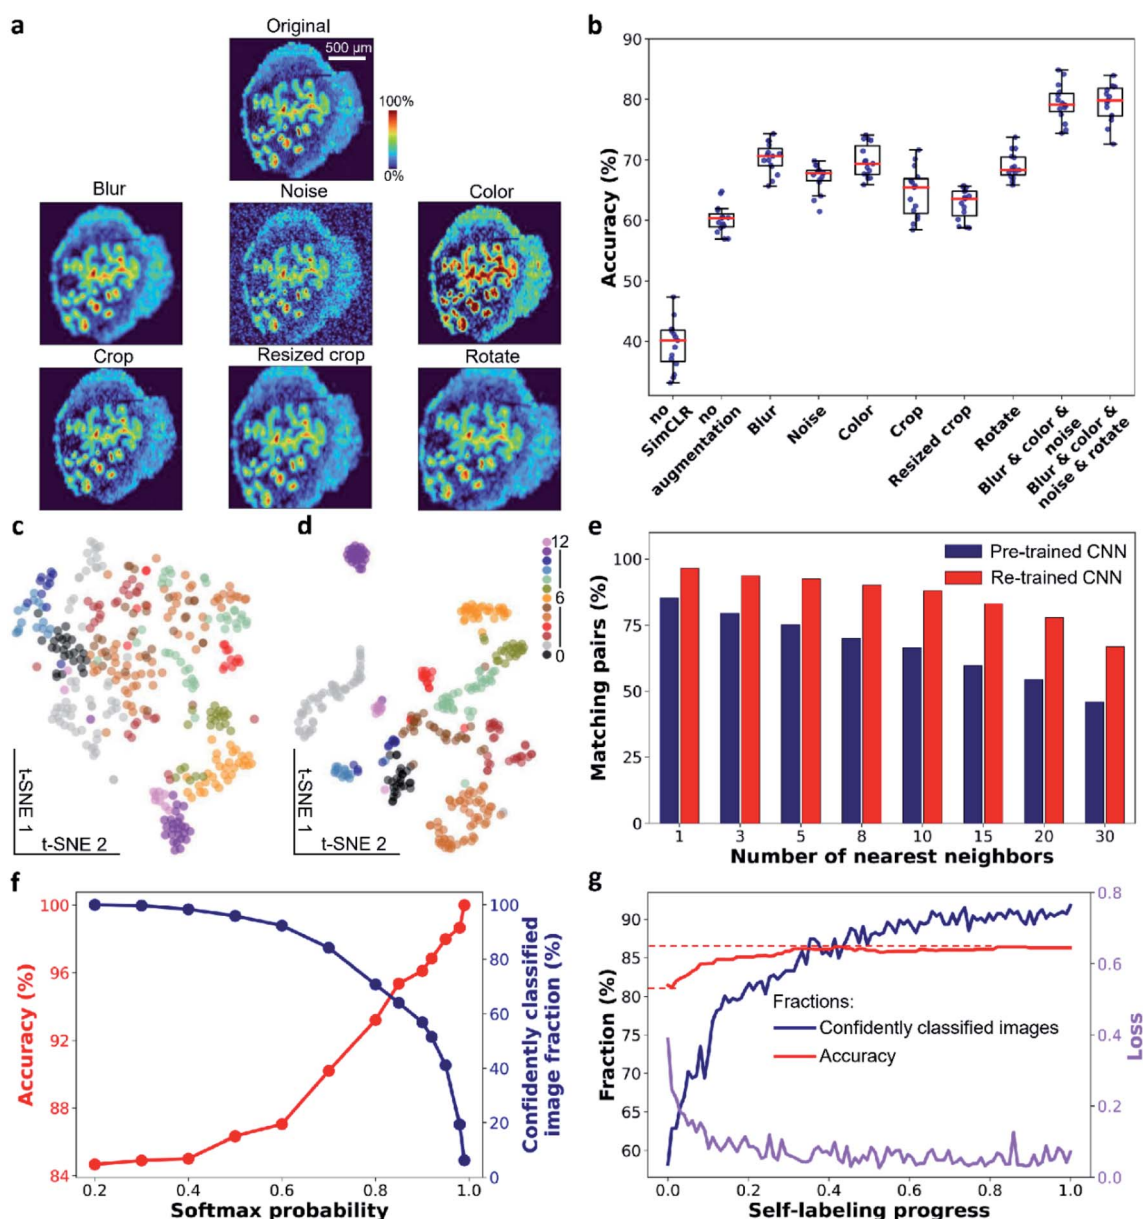 a
Original
500 µm
100%
0%
Blur
Noise
Color
Crop
Resized crop
Rotate
b
90
80
70
60
50
40
Accuracy (%)
no
SimCLR
no
augmentation
Blur
Noise
Color
Crop
Resized crop
Rotate
Blur & color &
noise
Blur & color &
noise & rotate
c
t-SNE 1
t-SNE 2
d
12
6
0
t-SNE 1
t-SNE 2
e
Pre-trained CNN
Re-trained CNN
100
75
50
25
0
Matching pairs (%)
1 3 5 8 10 15 20 30
Number of nearest neighbors
f
100
96
92
88
84
Accuracy (%)
100
80
60
40
20
0
Confidently classified
image fraction (%)
0.2 0.4 0.6 0.8 1.0
Softmax probability
g
90
85
80
75
70
65
60
Fraction (%)
Fractions:
Confidently classified images
Accuracy
0.8
0.6
0.4
0.2
0.0
Loss
0.0 0.2 0.4 0.6 0.8 1.0
Self-labeling progress